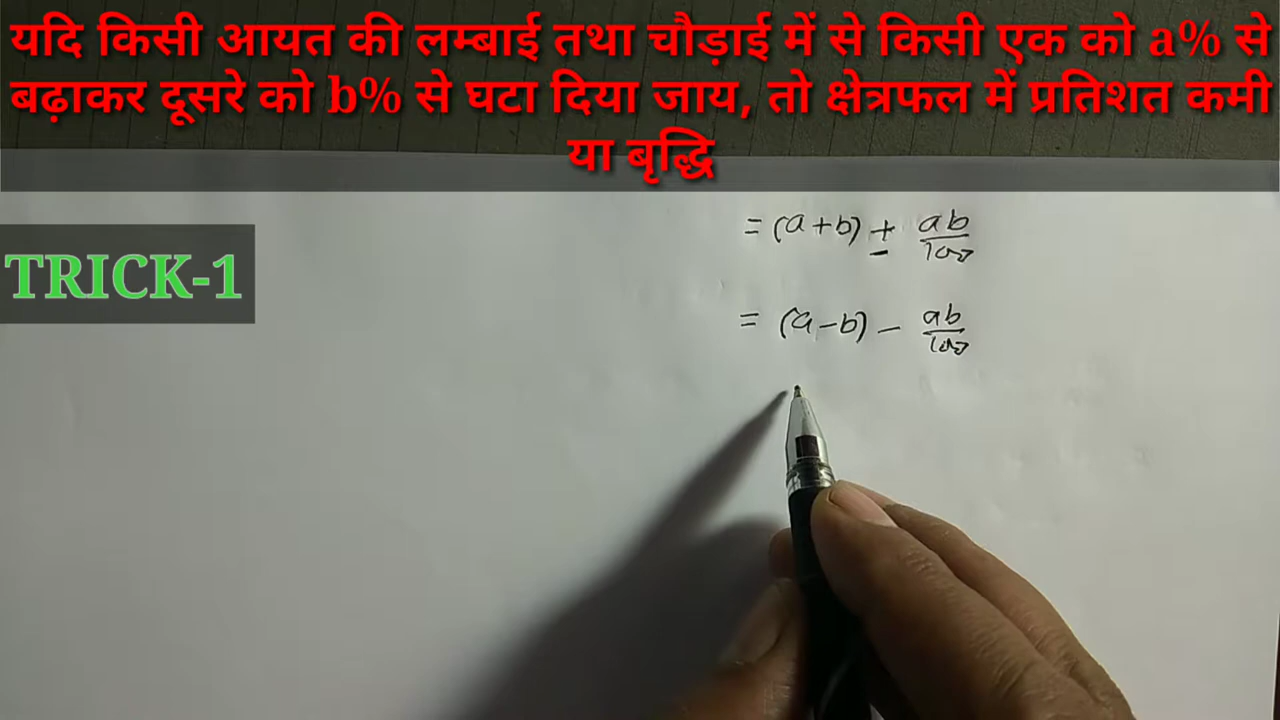 यदि किसी आयत की लम्बाई तथा चौड़ाई में से किसी एक को a% से
बढ़ाकर दूसरे को b% से घटा दिया जाय, तो क्षेत्रफल में प्रतिशत कमी
या बृद्धि
TRICK-1
= (a+b) ± ab/100
= (a-b) - ab/100